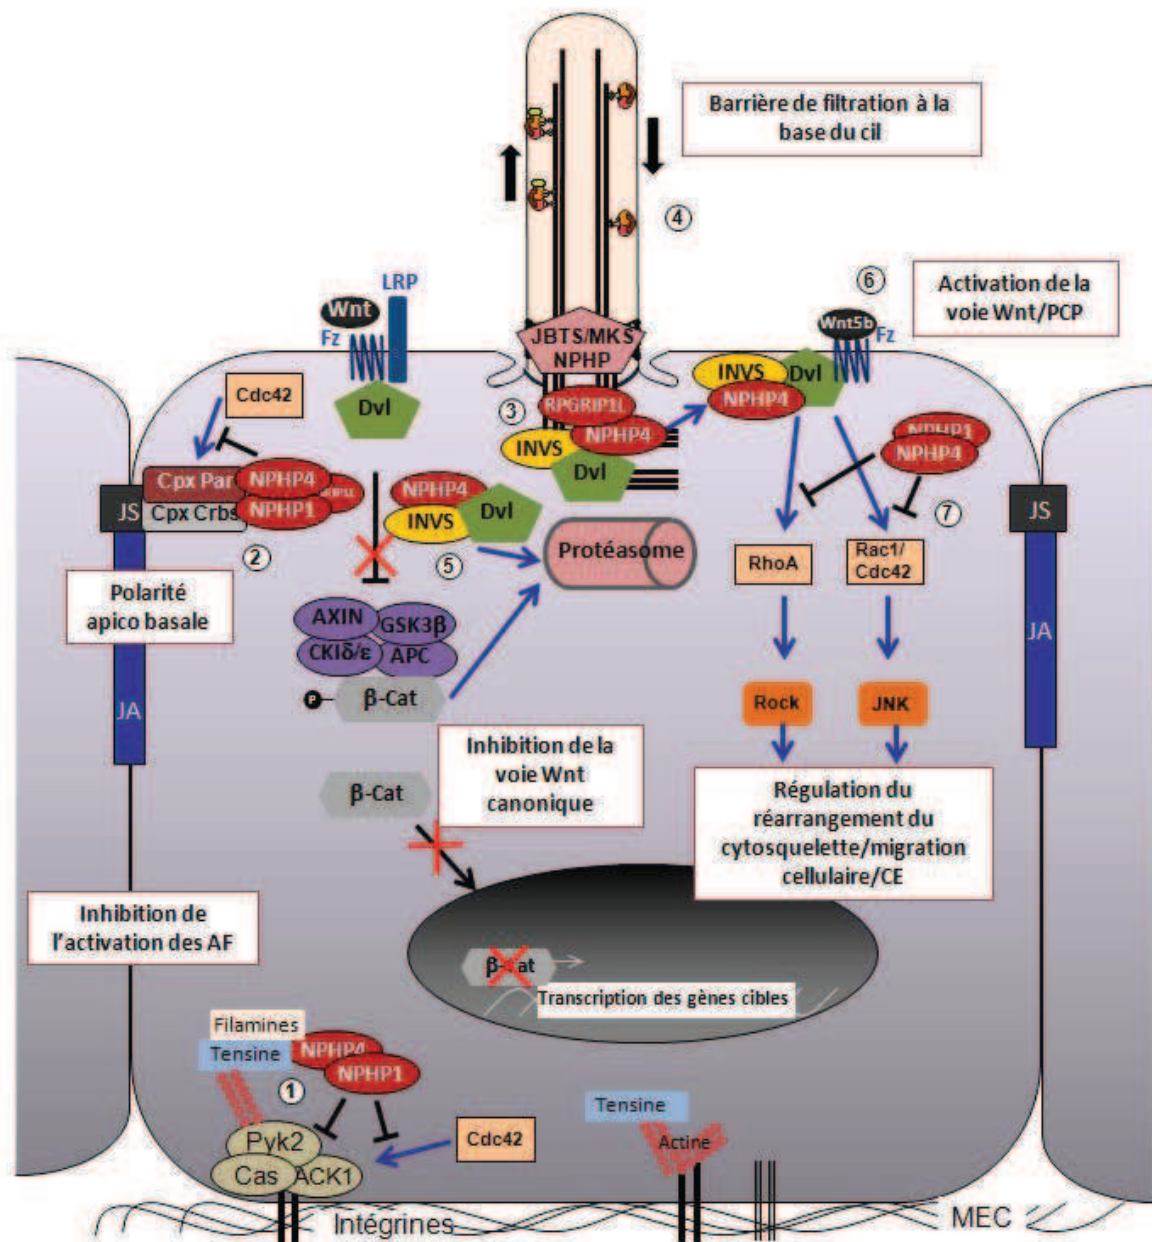 Barrière de filtration à la
base du cil
4
6
Activation de la
voie Wnt/PCP
LRP
Wnt
Fz
Dvl
JBTS/MKS
NPHP
Wnt5b
Fz
INVS
Dvl
NPHP4
Cdc42
3
RPGRIP1L
NPHP4
INVS
Dvl
NPHP1
NPHP4
Cpx Par
NPHP4
Cpx Crbs
NPHP1
JS
2
NPHP4
INVS
Dvl
5
Protéasome
RhoA
Rac1/
Cdc42
7
JS
Polarité
apico basale
AXIN
GSK3β
CKIδ/ε
APC
P
β-Cat
JA
JA
Rock
JNK
Inhibition de la
voie Wnt
canonique
β-Cat
Régulation du
réarrangement du
cytosquelette/migration
cellulaire/CE
Inhibition de
l'activation des AF
β-Cat
Transcription des gènes cibles
Filamines
Tensine
NPHP4
NPHP1
1
Pyk2
Cas
ACK1
Cdc42
Tensine
Actine
Intégrines
MEC